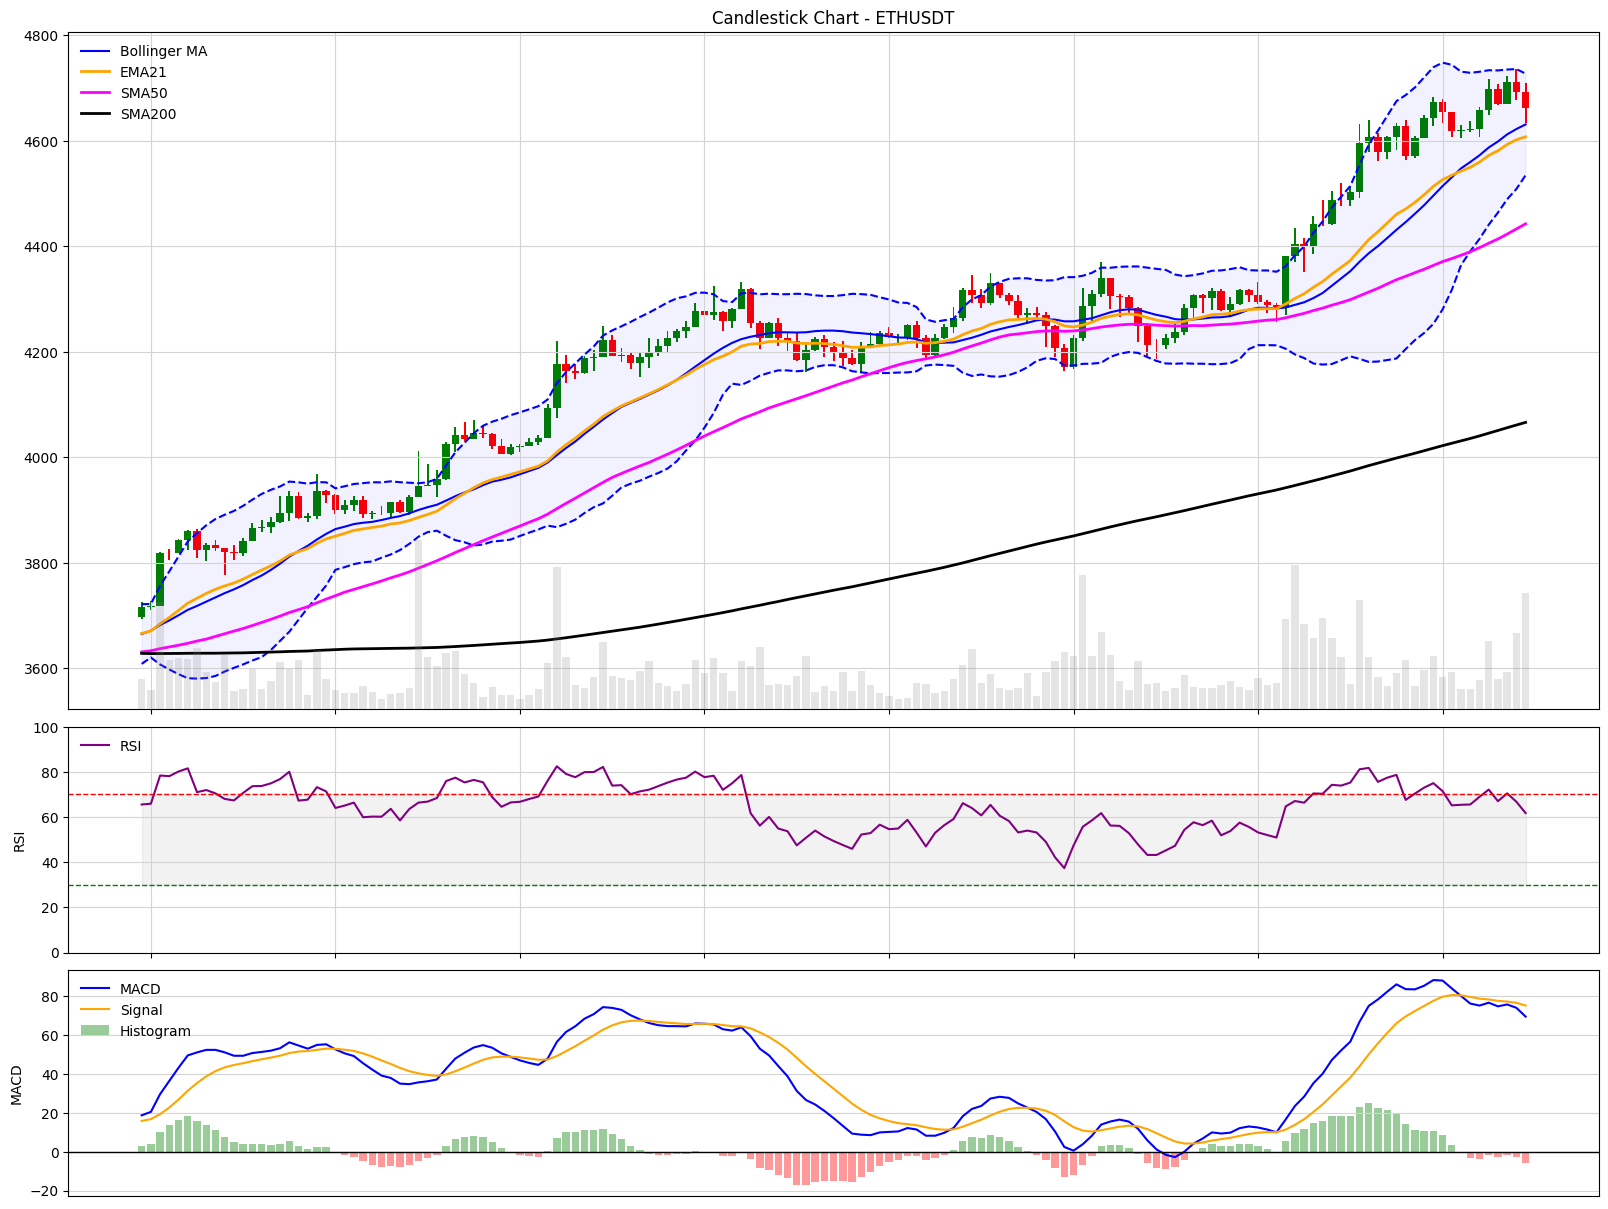 Candlestick Chart - ETHUSDT
Bollinger MA
EMA21
SMA50
SMA200
4800
4600
4400
4200
4000
3800
3600
RSI
RSI
100
80
60
40
20
0
MACD
Signal
Histogram
MACD
80
60
40
20
0
−20